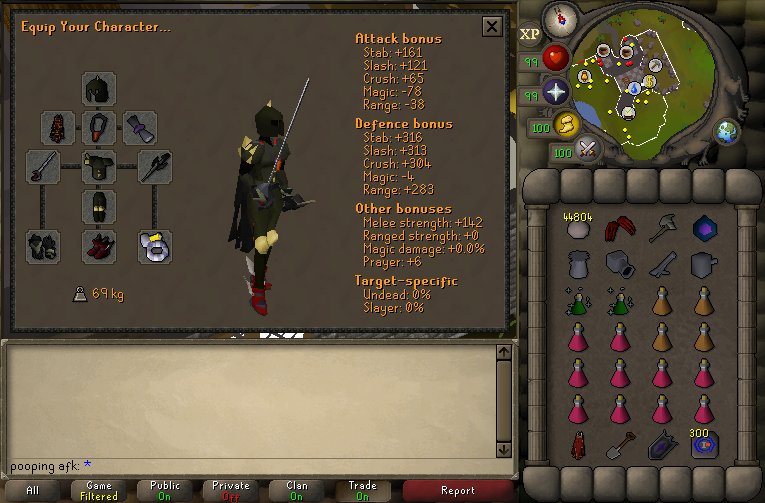 Equip Your Character...
Attack bonus
Stab: +161
Slash: +121
Crush: +65
Magic: -78
Range: -38
Defence bonus
Stab: +316
Slash: +313
Crush: +304
Magic: -4
Range: +283
Other bonuses
Melee strength: +142
Ranged strength: +0
Magic damage: +0.0%
Prayer: +6
Target-specific
Undead: 0%
Slayer: 0%
69 kg
XP
99
99
100
100
44804
300
pooping afk: *
All
Game
Filtered
Public
On
Private
Off
Clan
On
Trade
On
Report